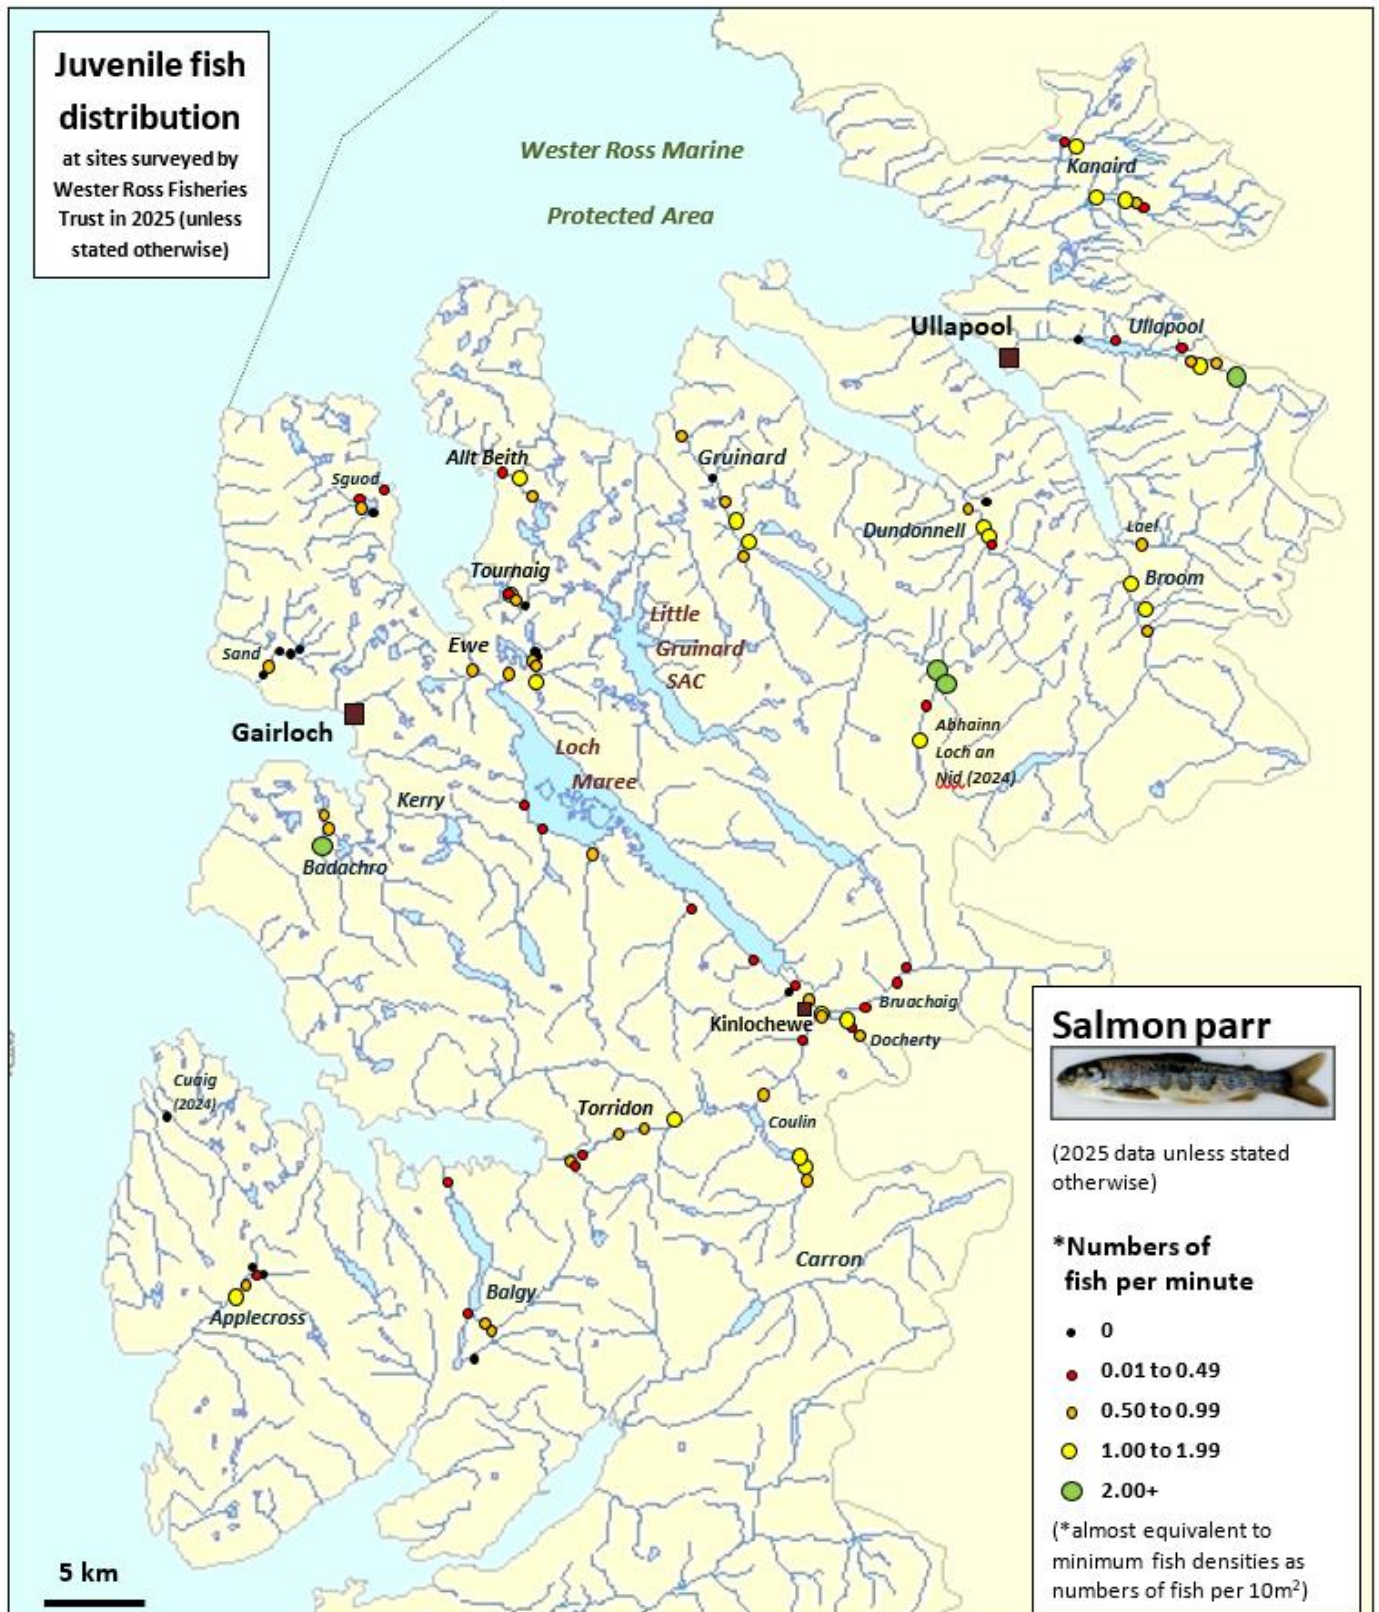 Juvenile fish
distribution
at sites surveyed by
Wester Ross Fisheries
Trust in 2025 (unless
stated otherwise)
Wester Ross Marine
Protected Area
Kanaird
Ullapool
Ullapool
Allt Beith
Gruinard
Sguod
Dundonnell
Lael
Tournaig
Broom
Little
Gruinard
SAC
Ewe
Sand
Gairloch
Abhainn
Loch an
Nid (2024)
Loch
Maree
Kerry
Badachro
Bruachaig
Kinlochewe
Docherty
Cuaig
(2024)
Torridon
Coulin
Carron
Balgy
Applecross
5 km
Salmon parr
(2025 data unless stated
otherwise)
*Numbers of
fish per minute
0
0.01 to 0.49
0.50 to 0.99
1.00 to 1.99
2.00+
(*almost equivalent to
minimum fish densities as
numbers of fish per 10m²)